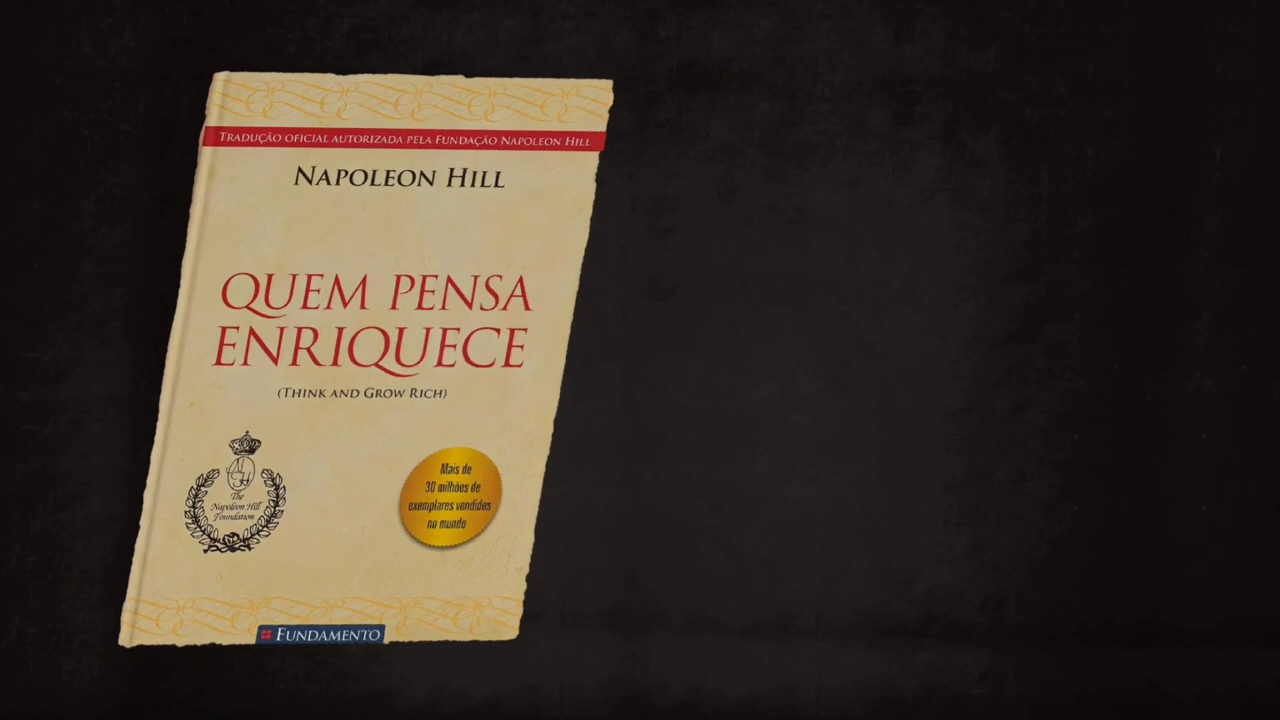 TRADUÇÃO OFICIAL AUTORIZADA PELA FUNDAÇÃO NAPOLEON HILL
NAPOLEON HILL
QUEM PENSA
ENRIQUECE
(THINK AND GROW RICH)
The
Napoleon Hill
Foundation
Mais de
30 milhões de
exemplares vendidos
no mundo
FUNDAMENTO